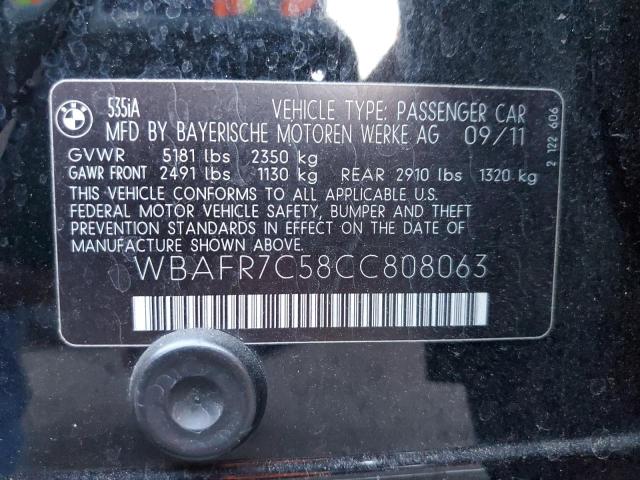 BMW 535iA VEHICLE TYPE: PASSENGER CAR
MFD BY BAYERISCHE MOTOREN WERKE AG 09/11
GVWR 5181 lbs 2350 kg
GAWR FRONT 2491 lbs 1130 kg REAR 2910 lbs 1320 kg
THIS VEHICLE CONFORMS TO ALL APPLICABLE U.S.
FEDERAL MOTOR VEHICLE SAFETY, BUMPER AND THEFT
PREVENTION STANDARDS IN EFFECT ON THE DATE OF
MANUFACTURE SHOWN ABOVE.
WBAFR7C58CC808063
2 122 606